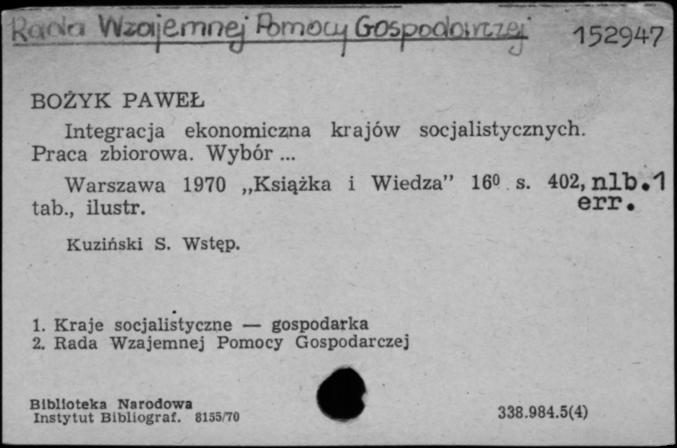 Rada Wzajemnej Pomocy Gospodarczej 152947
BOŻYK PAWEŁ
Integracja ekonomiczna krajów socjalistycznych.
Praca zbiorowa. Wybór ...
Warszawa 1970 „Książka i Wiedza” 16⁰ s. 402, nlb.1
tab., ilustr. err.
Kuziński S. Wstęp.
1. Kraje socjalistyczne — gospodarka
2. Rada Wzajemnej Pomocy Gospodarczej
Biblioteka Narodowa
Instytut Bibliograf. 8155/70 338.984.5(4)